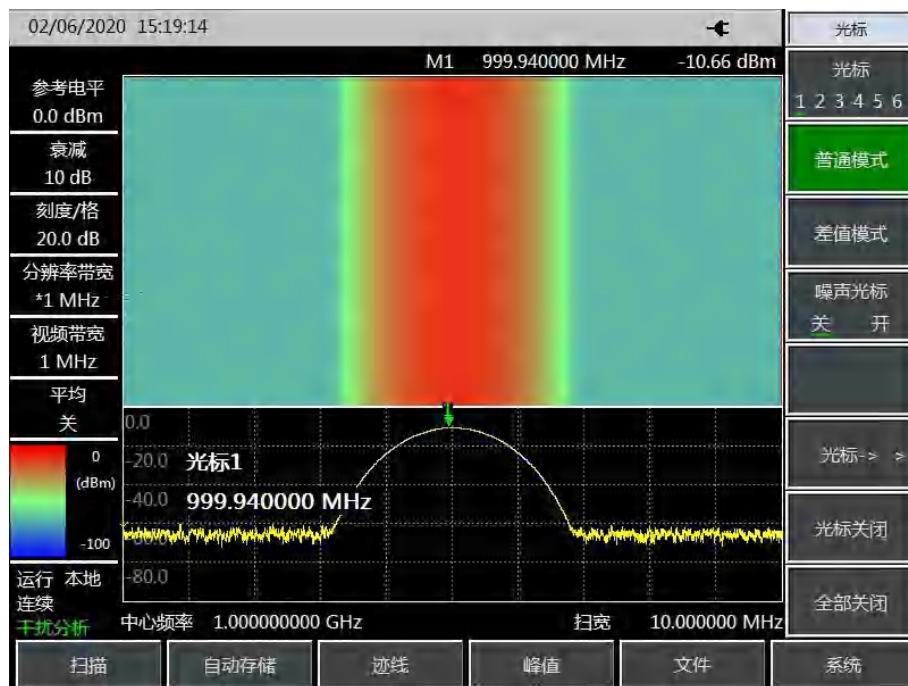 02/06/2020 15:19:14
M1 999.940000 MHz -10.66 dBm
参考电平
0.0 dBm
衰减
10 dB
刻度/格
20.0 dB
分辨率带宽
*1 MHz
视频带宽
1 MHz
平均
关
0
(dBm)
-100
运行 本地
连续
干扰分析
1
0.0
-20.0
-40.0
-60.0
-80.0
光标1
999.940000 MHz
中心频率 1.000000000 GHz
扫宽 10.000000 MHz
光标
光标
1 2 3 4 5 6
普通模式
差值模式
噪声光标
关 开
光标-> >
光标关闭
全部关闭
扫描 自动存储 迹线 峰值 文件 系统